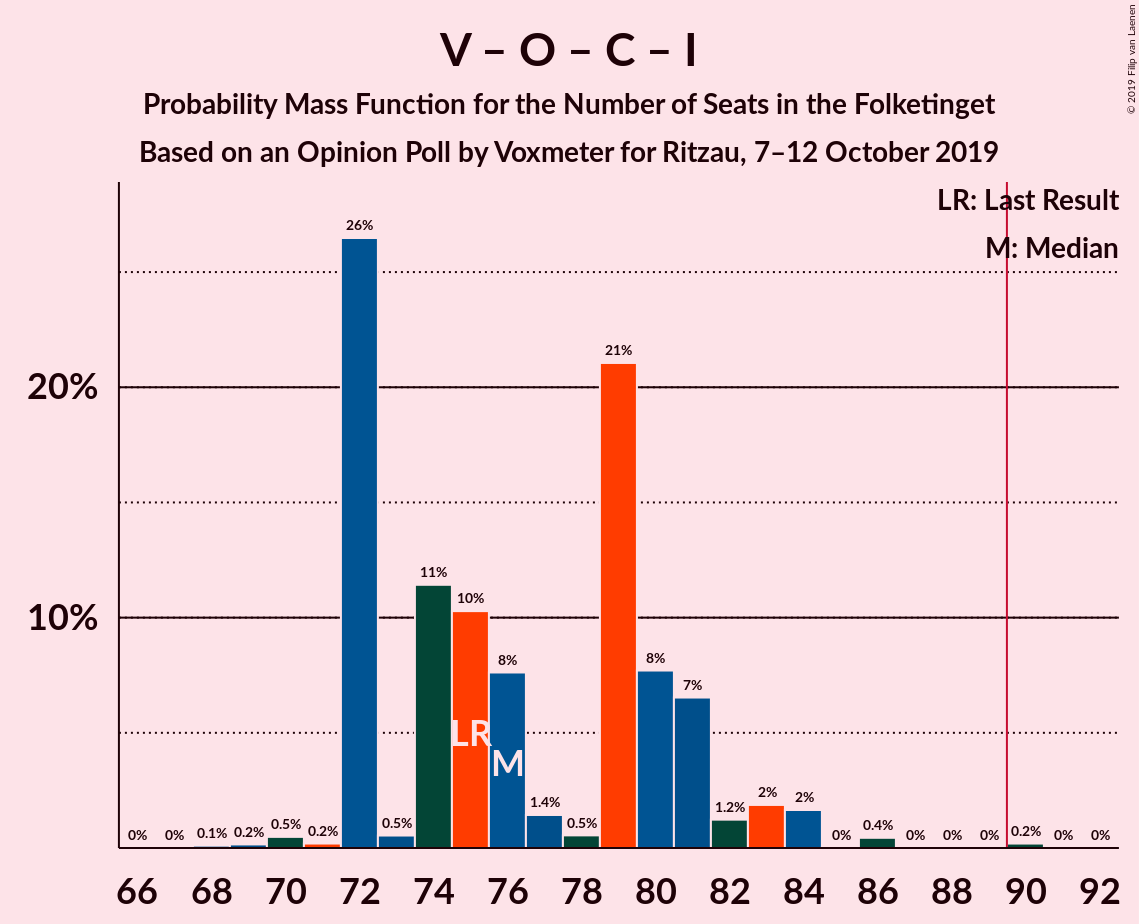 V – O – C – I
Probability Mass Function for the Number of Seats in the Folketinget
Based on an Opinion Poll by Voxmeter for Ritzau, 7–12 October 2019
© 2019 Filip van Laenen
LR: Last Result
M: Median
20%
10%
0% 0% 0.1% 0.2% 0.5% 0.2% 26% 0.5% 11% 10% 8% 1.4% 0.5% 21% 8% 7% 1.2% 2% 2% 0% 0.4% 0% 0% 0% 0.2% 0% 0%
LR
M
66 68 70 72 74 76 78 80 82 84 86 88 90 92